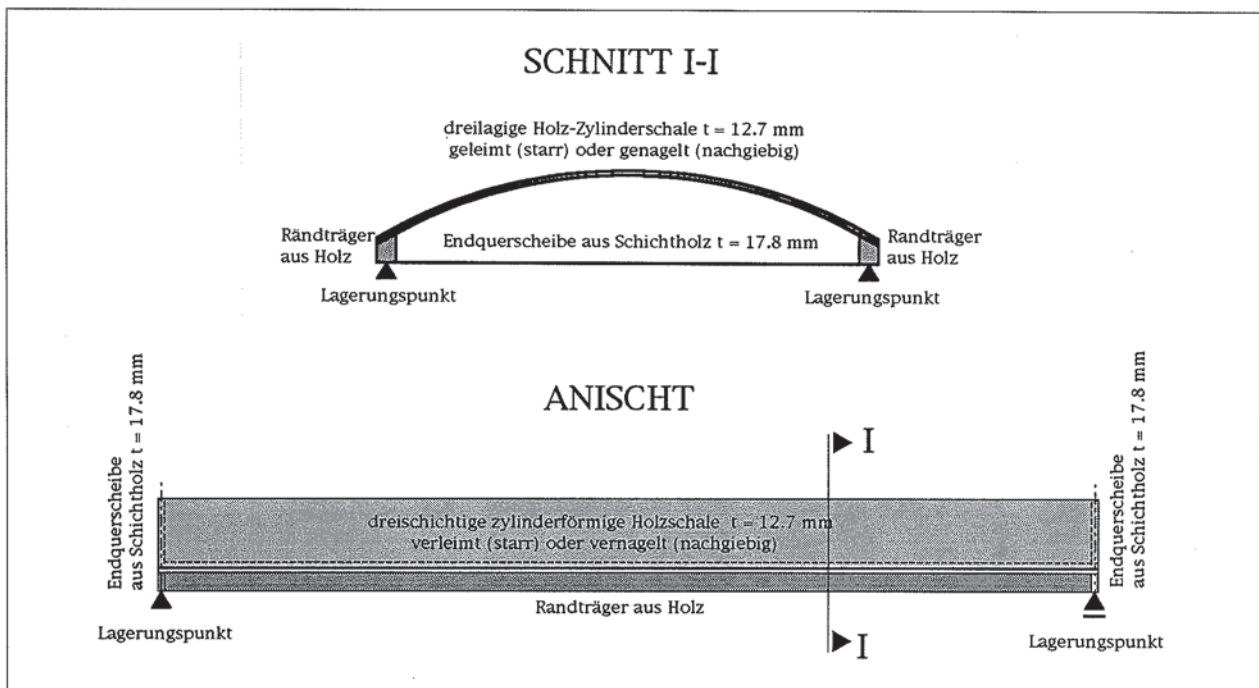 SCHNITT I-I
dreilagige Holz-Zylinderschale t = 12.7 mm
geleimt (starr) oder genagelt (nachgiebig)
Rändträger
aus Holz
Endquerscheibe aus Schichtholz t = 17.8 mm
Randträger
aus Holz
Lagerungspunkt
Lagerungspunkt
ANISCHT
Endquerscheibe
aus Schichtholz t = 17.8 mm
I
Endquerscheibe
aus Schichtholz t = 17.8 mm
dreischichtige zylinderförmige Holzschale t = 12.7 mm
verleimt (starr) oder vernagelt (nachgiebig)
Randträger aus Holz
Lagerungspunkt
I
Lagerungspunkt